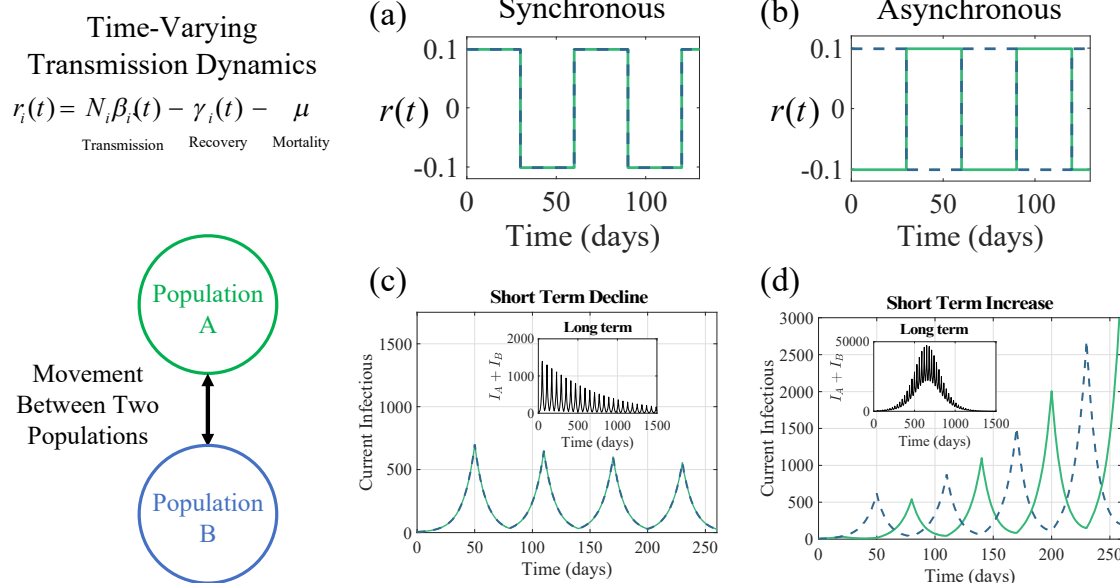 Time-Varying
Transmission Dynamics
r_i(t) = N_iβ_i(t) − γ_i(t) − μ
Transmission Recovery Mortality
Population
A
Movement
Between Two
Populations
Population
B
(a)
Synchronous
r(t)
0.1
0
-0.1
0 50 100
Time (days)
(b)
Asynchronous
r(t)
0.1
0
-0.1
0 50 100
Time (days)
(c)
Short Term Decline
Current Infectious
1500
1000
500
0
0 50 100 150 200 250
Time (days)
Long term
I_A + I_B
2000
1000
0
0 500 1000 1500
Time (days)
(d)
Short Term Increase
Current Infectious
3000
2500
2000
1500
1000
500
0
0 50 100 150 200 250
Time (days)
Long term
I_A + I_B
50000
0
0 500 1000 1500
Time (days)